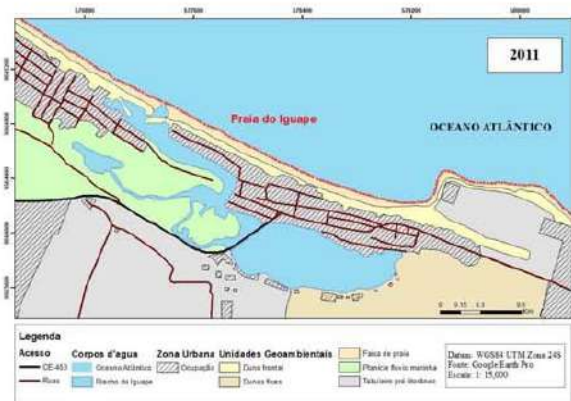 2011
Praia do Iguape
OCEANO ATLÂNTICO
Legenda
Acesso
CE-453
Ruas
Corpos d'agua
Oceano Atlântico
Riacho do Iguape
Zona Urbana
Ocupação
Unidades Geoambientais
Duna frontal
Dunas fixas
Faixa de praia
Planície fluvio marinha
Tabuleiro pré litorâneo
Datum: WGS84 UTM Zona 24S
Fonte: Google Earth Pro
Escala: 1: 15,000